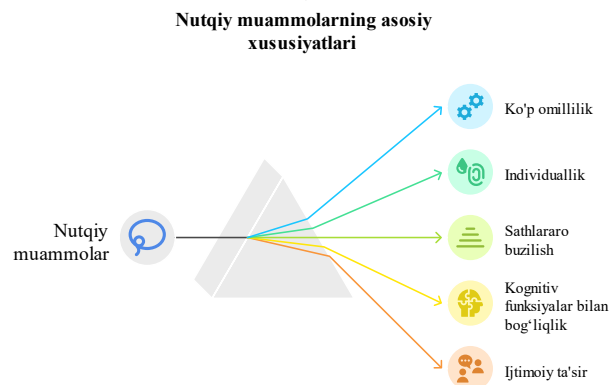 Nutqiy muammolarning asosiy
xususiyatlari
Nutqiy
muammolar
Ko'p omillilik
Individuallik
Sathlararo
buzilish
Kognitiv
funksiyalar bilan
bog‘liqlik
Ijtimoiy ta'sir